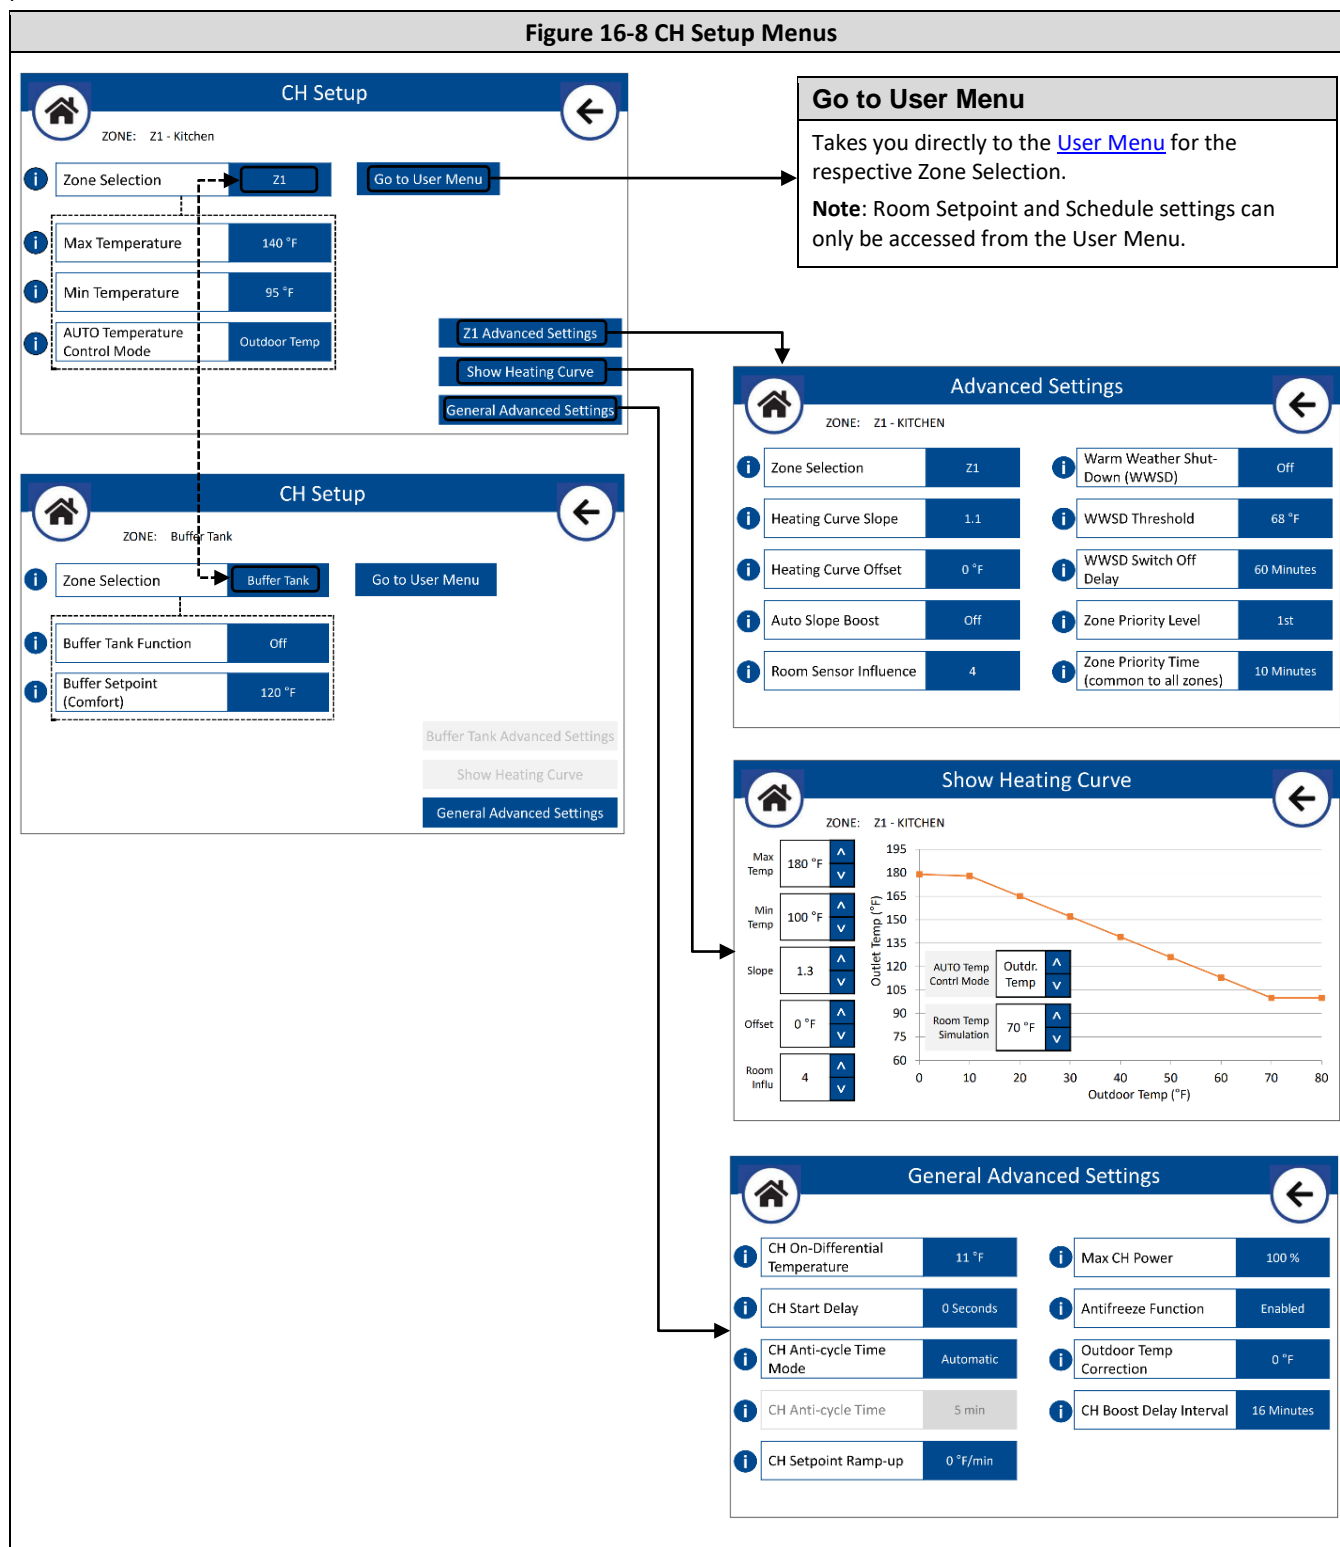 Figure 16-8 CH Setup Menus
CH Setup
ZONE: Z1 - Kitchen
Zone Selection
Z1
Go to User Menu
Max Temperature
140 °F
Min Temperature
95 °F
AUTO Temperature
Control Mode
Outdoor Temp
Z1 Advanced Settings
Show Heating Curve
General Advanced Settings
Go to User Menu
Takes you directly to the User Menu for the
respective Zone Selection.
Note: Room Setpoint and Schedule settings can
only be accessed from the User Menu.
CH Setup
ZONE: Buffer Tank
Zone Selection
Buffer Tank
Go to User Menu
Buffer Tank Function
Off
Buffer Setpoint
(Comfort)
120 °F
Buffer Tank Advanced Settings
Show Heating Curve
General Advanced Settings
Advanced Settings
ZONE: Z1 - KITCHEN
Zone Selection
Z1
Heating Curve Slope
1.1
Heating Curve Offset
0 °F
Auto Slope Boost
Off
Room Sensor Influence
4
Warm Weather Shut-
Down (WWSD)
Off
WWSD Threshold
68 °F
WWSD Switch Off
Delay
60 Minutes
Zone Priority Level
1st
Zone Priority Time
(common to all zones)
10 Minutes
Show Heating Curve
ZONE: Z1 - KITCHEN
Max
Temp
180 °F
Min
Temp
100 °F
Slope
1.3
Offset
0 °F
Room
Influ
4
Outlet Temp (°F)
195
180
165
150
135
120
105
90
75
60
AUTO Temp
Contrl Mode
Outdr.
Temp
Room Temp
Simulation
70 °F
0 10 20 30 40 50 60 70 80
Outdoor Temp (°F)
General Advanced Settings
CH On-Differential
Temperature
11 °F
CH Start Delay
0 Seconds
CH Anti-cycle Time
Mode
Automatic
CH Anti-cycle Time
5 min
CH Setpoint Ramp-up
0 °F/min
Max CH Power
100 %
Antifreeze Function
Enabled
Outdoor Temp
Correction
0 °F
CH Boost Delay Interval
16 Minutes